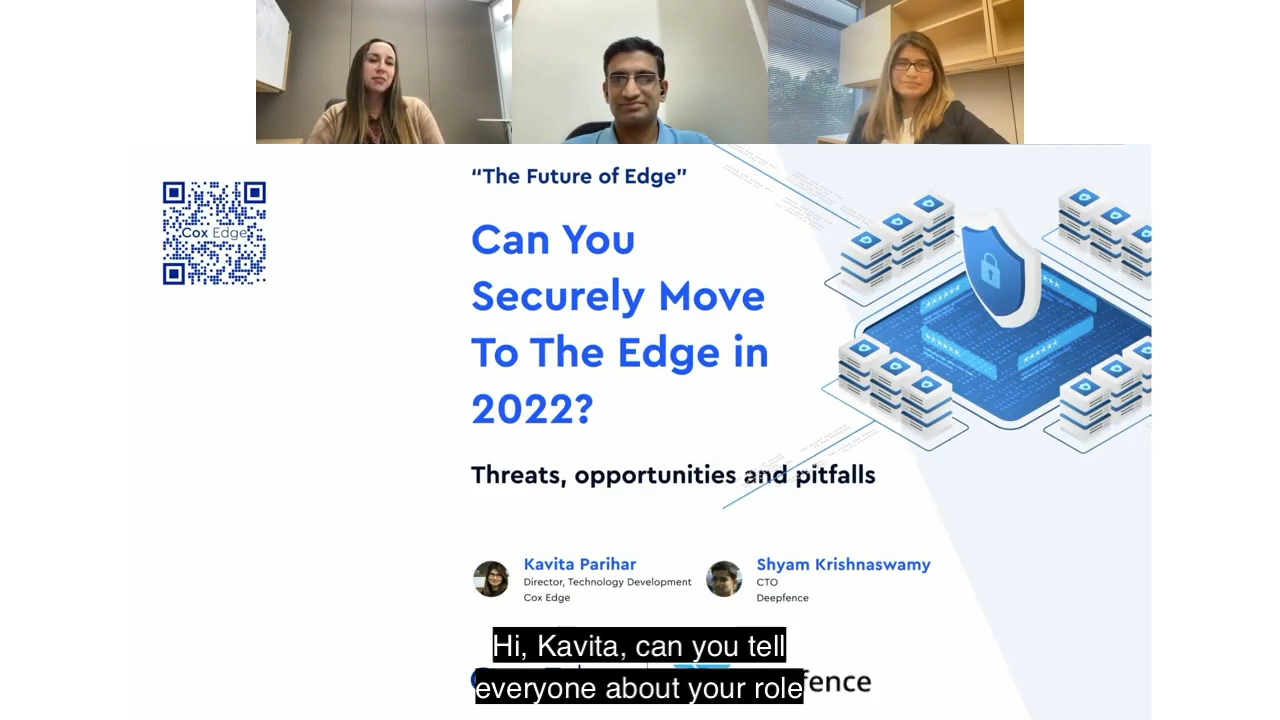 Cox Edge
“The Future of Edge”
Can You
Securely Move
To The Edge in
2022?
Threats, opportunities and pitfalls
Kavita Parihar
Director, Technology Development
Cox Edge
Shyam Krishnaswamy
CTO
Deepfence
Hi, Kavita, can you tell
everyone about your role
fence